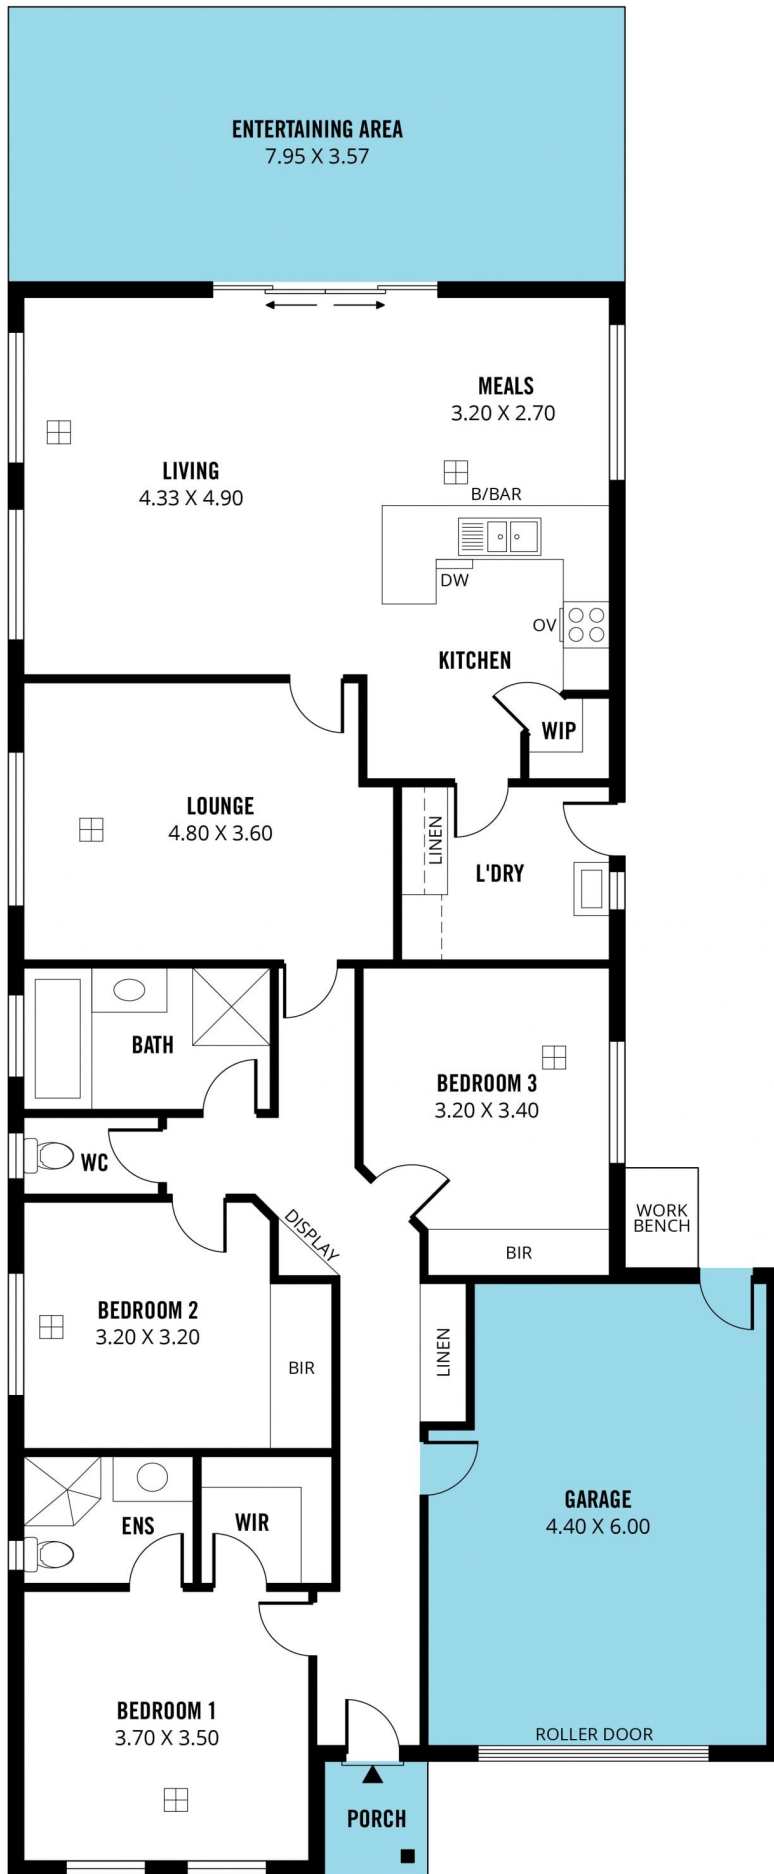 ENTERTAINING AREA
7.95 X 3.57
MEALS
3.20 X 2.70
LIVING
4.33 X 4.90
B/BAR
DW
OV
KITCHEN
WIP
LOUNGE
4.80 X 3.60
LINEN
L'DRY
BATH
BEDROOM 3
3.20 X 3.40
WC
WORK
BENCH
DISPLAY
BIR
BEDROOM 2
3.20 X 3.20
BIR
LINEN
ENS
WIR
GARAGE
4.40 X 6.00
BEDROOM 1
3.70 X 3.50
ROLLER DOOR
PORCH